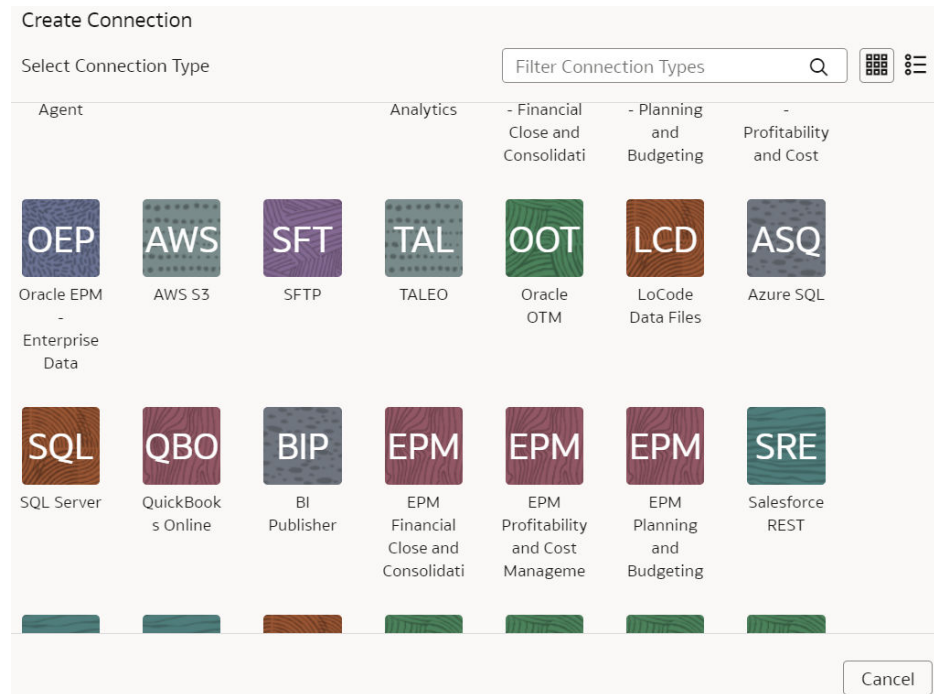 Create Connection
Select Connection Type
Filter Connection Types
Agent
Analytics
- Financial
Close and
Consolidati
- Planning
and
Budgeting
-
Profitability
and Cost
OEP
AWS
SFT
TAL
OOT
LCD
ASQ
Oracle EPM
-
Enterprise
Data
AWS S3
SFTP
TALEO
Oracle
OTM
LoCode
Data Files
Azure SQL
SQL
QBO
BIP
EPM
EPM
EPM
SRE
SQL Server
QuickBook
s Online
BI
Publisher
EPM
Financial
Close and
Consolidati
EPM
Profitability
and Cost
Manageme
EPM
Planning
and
Budgeting
Salesforce
REST
Cancel